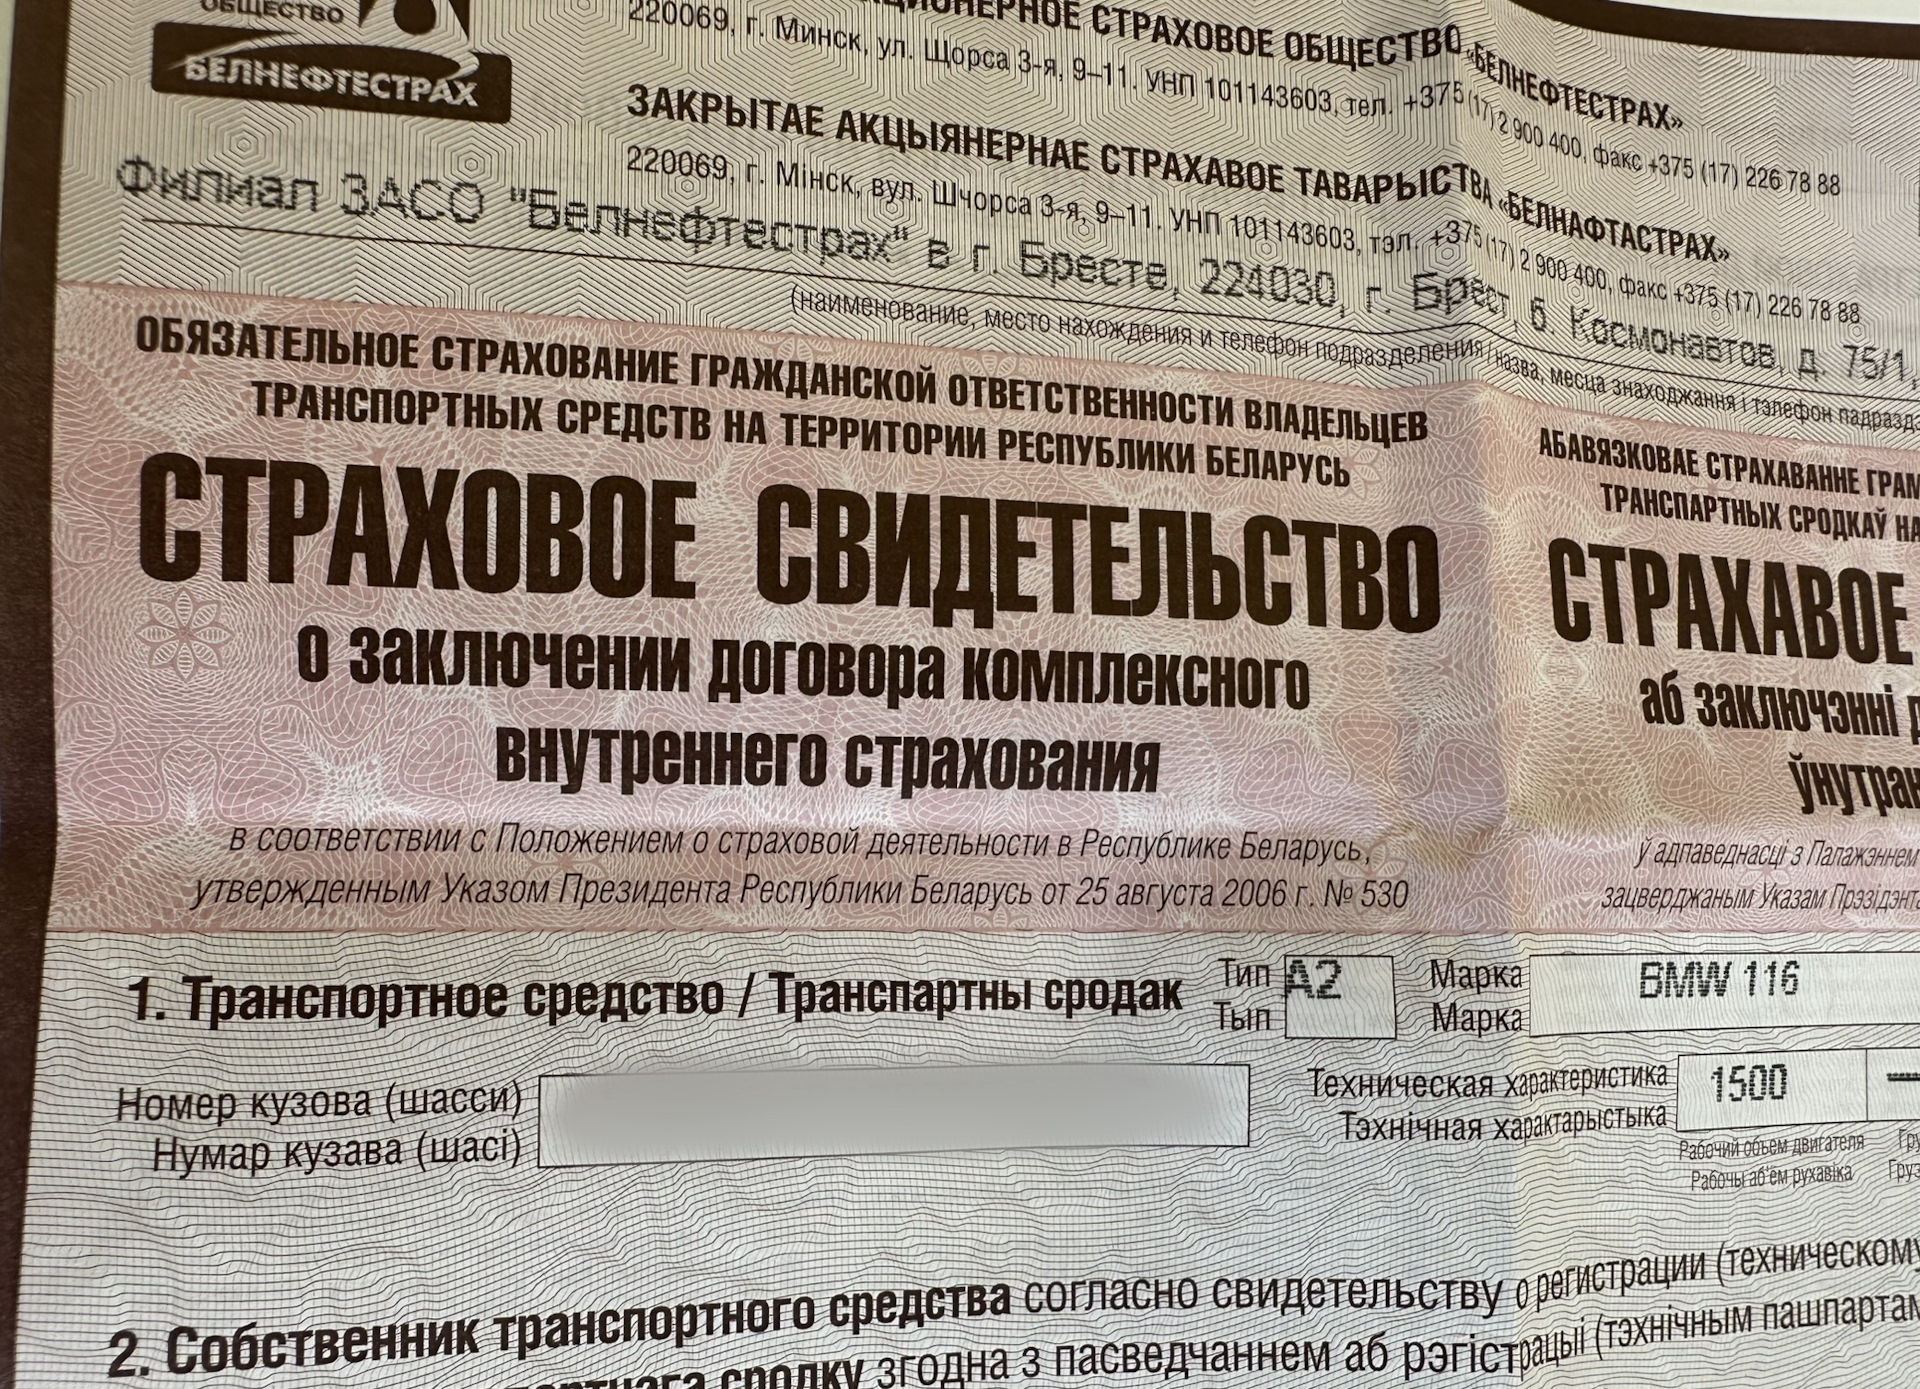 ОБЩЕСТВО
БЕЛНЕФТЕСТРАХ
СТРАХОВОЕ ОБЩЕСТВО «БЕЛНЕФТЕСТРАХ»
220069, г. Минск, ул. Щорса 3-я, 9–11. УНП 101143603, тел. +375 (17) 2 900 400, факс +375 (17) 226 78 88
ЗАКРЫТАЕ АКЦЫЯНЕРНАЕ СТРАХАВОЕ ТАВАРЫСТВА «БЕЛНАФТАСТРАХ»
220069, г. Мінск, вул. Шчорса 3-я, 9–11. УНП 101143603, тэл. +375 (17) 2 900 400, факс +375 (17) 226 78 88
Филиал ЗАСО "Белнефтестрах" в г. Бресте, 224030, г. Брест, б. Космонавтов, д. 75/1,
(наименование, место нахождения и телефон подразделения / назва, месца знаходжання і тэлефон
ОБЯЗАТЕЛЬНОЕ СТРАХОВАНИЕ ГРАЖДАНСКОЙ ОТВЕТСТВЕННОСТИ ВЛАДЕЛЬЦЕВ
ТРАНСПОРТНЫХ СРЕДСТВ НА ТЕРРИТОРИИ РЕСПУБЛИКИ БЕЛАРУСЬ
СТРАХОВОЕ СВИДЕТЕЛЬСТВО
о заключении договора комплексного
внутреннего страхования
в соответствии с Положением о страховой деятельности в Республике Беларусь,
утвержденным Указом Президента Республики Беларусь от 25 августа 2006 г. № 530
АБАВЯЗКОВАЕ СТРАХАВАННЕ
ТРАНСПАРТНЫХ СРОДКАЎ НА
СТРАХАВОЕ
аб заключэнні
ў адпаведнасці з Палажэннем
зацверджаным Указам
1. Транспортное средство / Транспартны сродак
Тип
Тып
А2
Марка
Марка
BMW 116
Номер кузова (шасси)
Нумар кузава (шасі)
Техническая характеристика
Тэхнічная характарыстыка
1500
Рабочий объем двигателя
Рабочы аб'ём рухавіка
2. Собственник транспортного средства согласно свидетельству о регистрации (техническому
сродку згодна з пасведчаннем аб рэгістрацыі (тэхнічным пашпартам